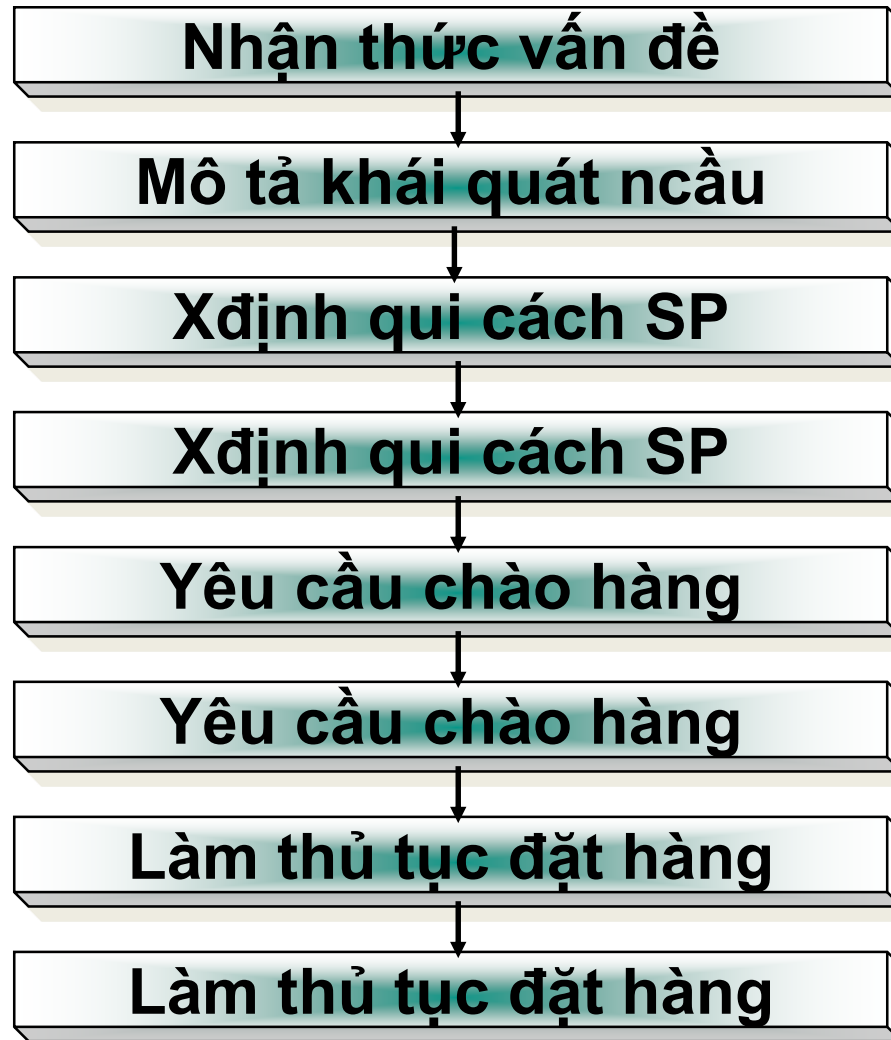 Nhận thức vấn đề
Mô tả khái quát ncầu
Xđịnh qui cách SP
Xđịnh qui cách SP
Yêu cầu chào hàng
Yêu cầu chào hàng
Làm thủ tục đặt hàng
Làm thủ tục đặt hàng